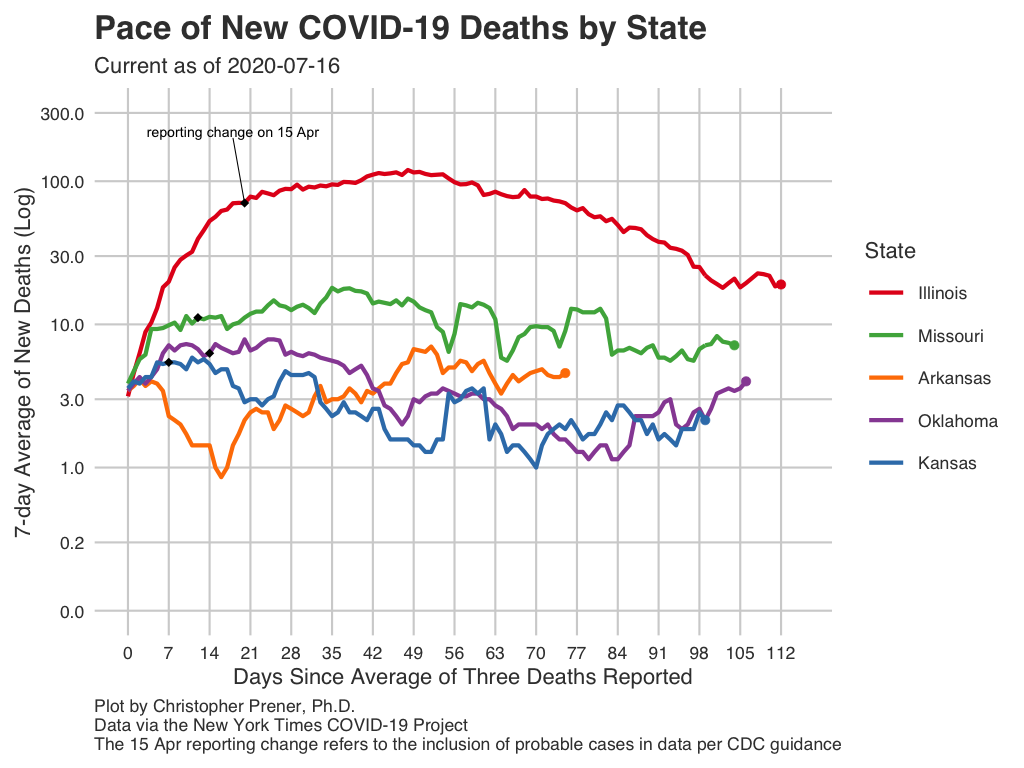 Pace of New COVID-19 Deaths by State
Current as of 2020-07-16
300.0
reporting change on 15 Apr
100.0
30.0
10.0
3.0
1.0
0.2
0.0
7-day Average of New Deaths (Log)
State
Illinois
Missouri
Arkansas
Oklahoma
Kansas
0 7 14 21 28 35 42 49 56 63 70 77 84 91 98 105 112
Days Since Average of Three Deaths Reported
Plot by Christopher Prener, Ph.D.
Data via the New York Times COVID-19 Project
The 15 Apr reporting change refers to the inclusion of probable cases in data per CDC guidance